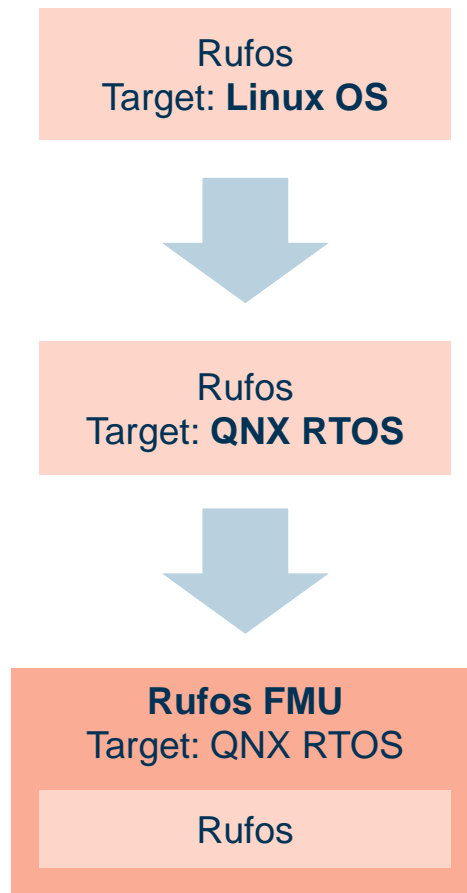 Rufos
Target: Linux OS
Rufos
Target: QNX RTOS
Rufos FMU
Target: QNX RTOS
Rufos